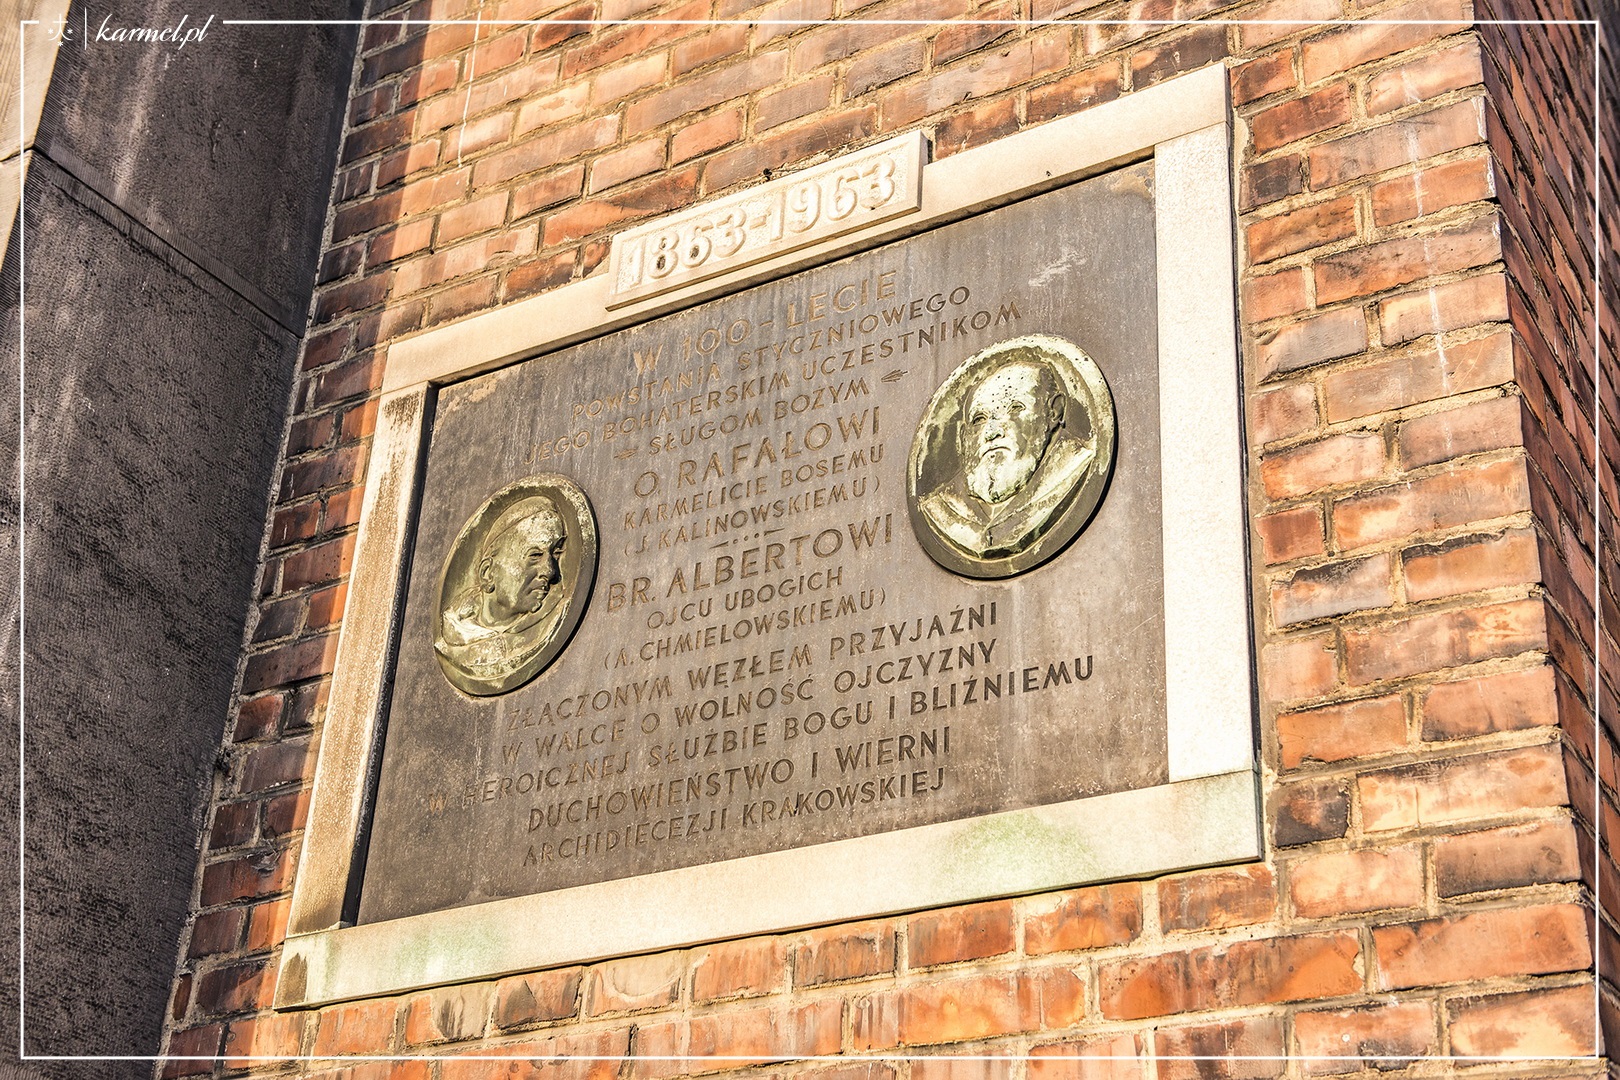 karmel.pl
1863-1963
W 100-LECIE
POWSTANIA STYCZNIOWEGO
JEGO BOHATERSKIM UCZESTNIKOM
SŁUGOM BOŻYM
O. RAFAŁOWI
KARMELICIE BOSEMU
(J. KALINOWSKIEMU)
BR. ALBERTOWI
OJCU UBOGICH
(A. CHMIELOWSKIEMU)
ZŁĄCZONYM WĘZŁEM PRZYJAŹNI
W WALCE O WOLNOŚĆ OJCZYZNY
W HEROICZNEJ SŁUŻBIE BOGU I BLIŹNIEMU
DUCHOWIEŃSTWO I WIERNI
ARCHIDIECEZJI KRAKOWSKIEJ